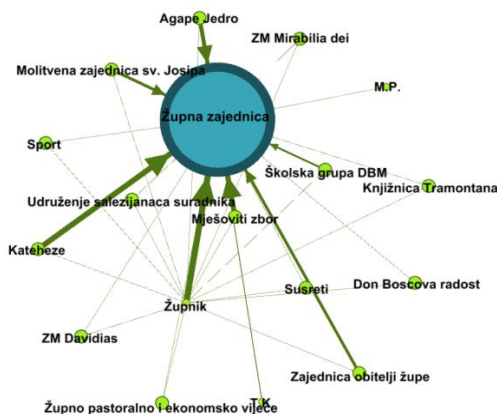 Agape Jedro
ZM Mirabilia dei
Molitvena zajednica sv. Josipa
M.P.
Župna zajednica
Sport
Školska grupa DBM
Knjižnica Tramontana
Udruženje salezijanaca suradnika
Mješoviti zbor
Kateheze
Susreti
Don Boscova radost
Župnik
ZM Davidias
Zajednica obitelji župe
Župno pastoralno i ekonomsko vijeće
T.K.